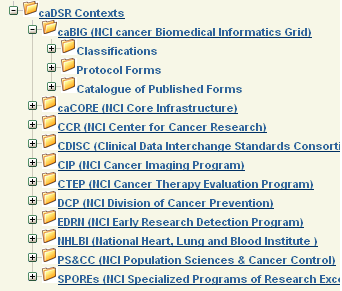 caDSR Contexts
caBIG (NCI cancer Biomedical Informatics Grid)
Classifications
Protocol Forms
Catalogue of Published Forms
caCORE (NCI Core Infrastructure)
CCR (NCI Center for Cancer Research)
CDISC (Clinical Data Interchange Standards
CIP (NCI Cancer Imaging Program)
CTEP (NCI Cancer Therapy Evaluation Program)
DCP (NCI Division of Cancer Prevention)
EDRN (NCI Early Research Detection Program)
NHLBI (National Heart, Lung and Blood Institute )
PS&CC (NCI Population Sciences & Cancer Control)
SPOREs (NCI Specialized Programs of Research